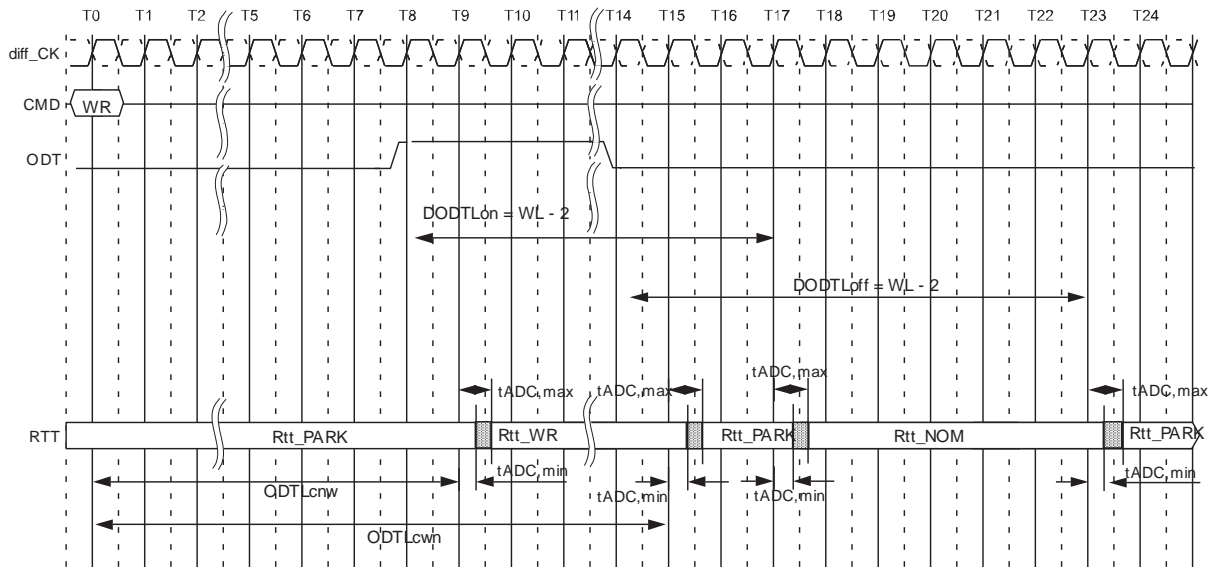 T0 T1 T2 T5 T6 T7 T8 T9 T10 T11 T14 T15 T16 T17 T18 T19 T20 T21 T22 T23 T24
diff_CK
CMD WR
ODT
DODTLon = WL - 2
DODTLoff = WL - 2
tADC,max tADC,max tADC,max tADC,max
RTT Rtt_PARK Rtt_WR Rtt_PARK Rtt_NOM Rtt_PARK
tADC,min tADC,min tADC,min tADC,min
ODTLcnw
ODTLcwn